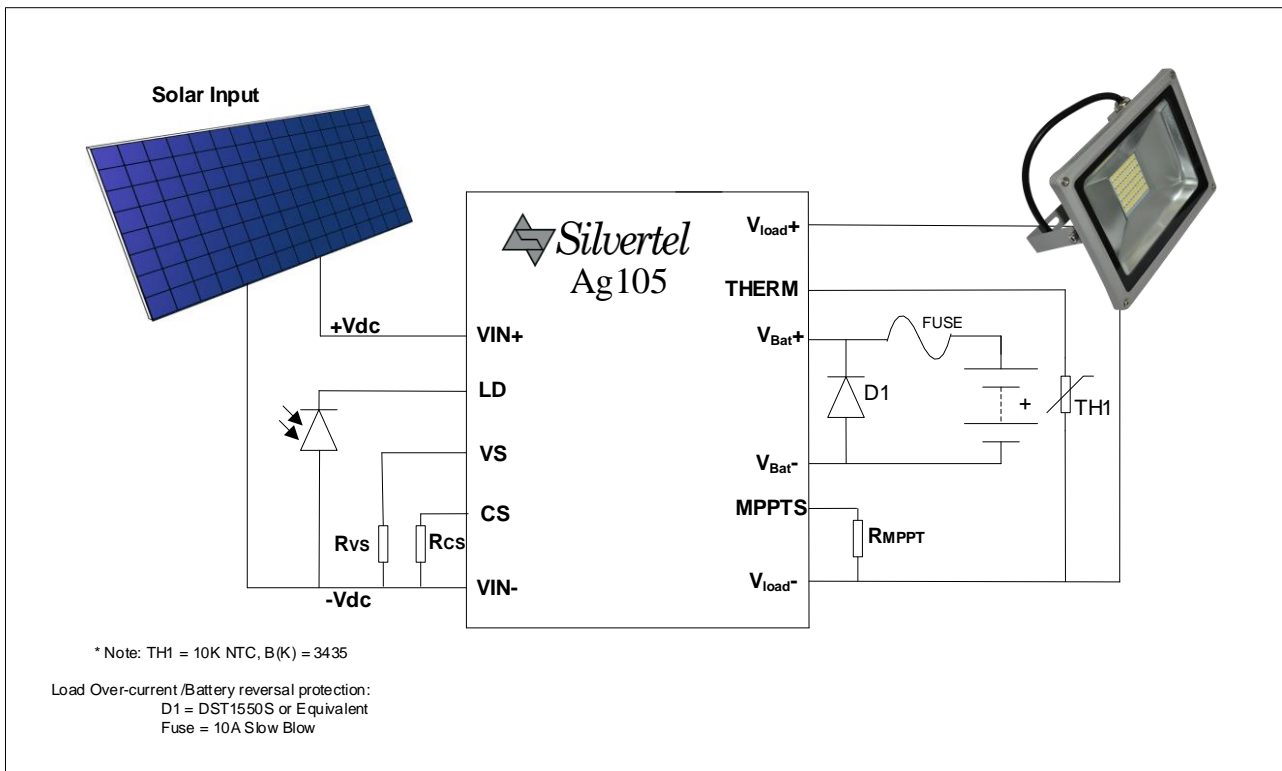 Solar Input
Silvertel
Ag105
Vload+
THERM
+Vdc
VIN+
VBat+
FUSE
LD
D1
+
TH1
VS
VBat-
CS
MPPTS
RVS
RCS
RMPPT
-Vdc
VIN-
Vload-
* Note: TH1 = 10K NTC, B(K) = 3435
Load Over-current /Battery reversal protection:
D1 = DST1550S or Equivalent
Fuse = 10A Slow Blow